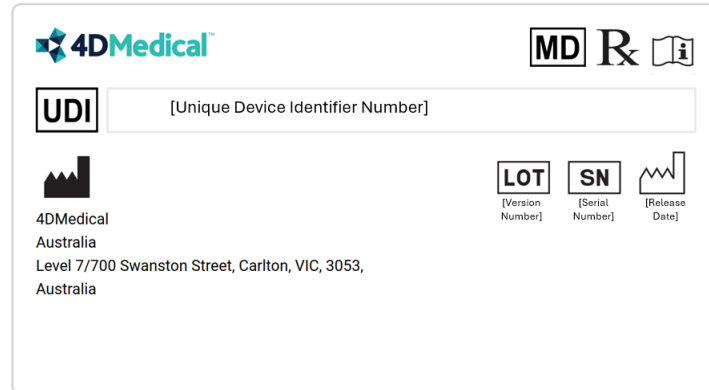 4DMedical™
MD Rx i
UDI [Unique Device Identifier Number]
LOT SN
[Version Number] [Serial Number] [Release Date]
4DMedical
Australia
Level 7/700 Swanston Street, Carlton, VIC, 3053,
Australia